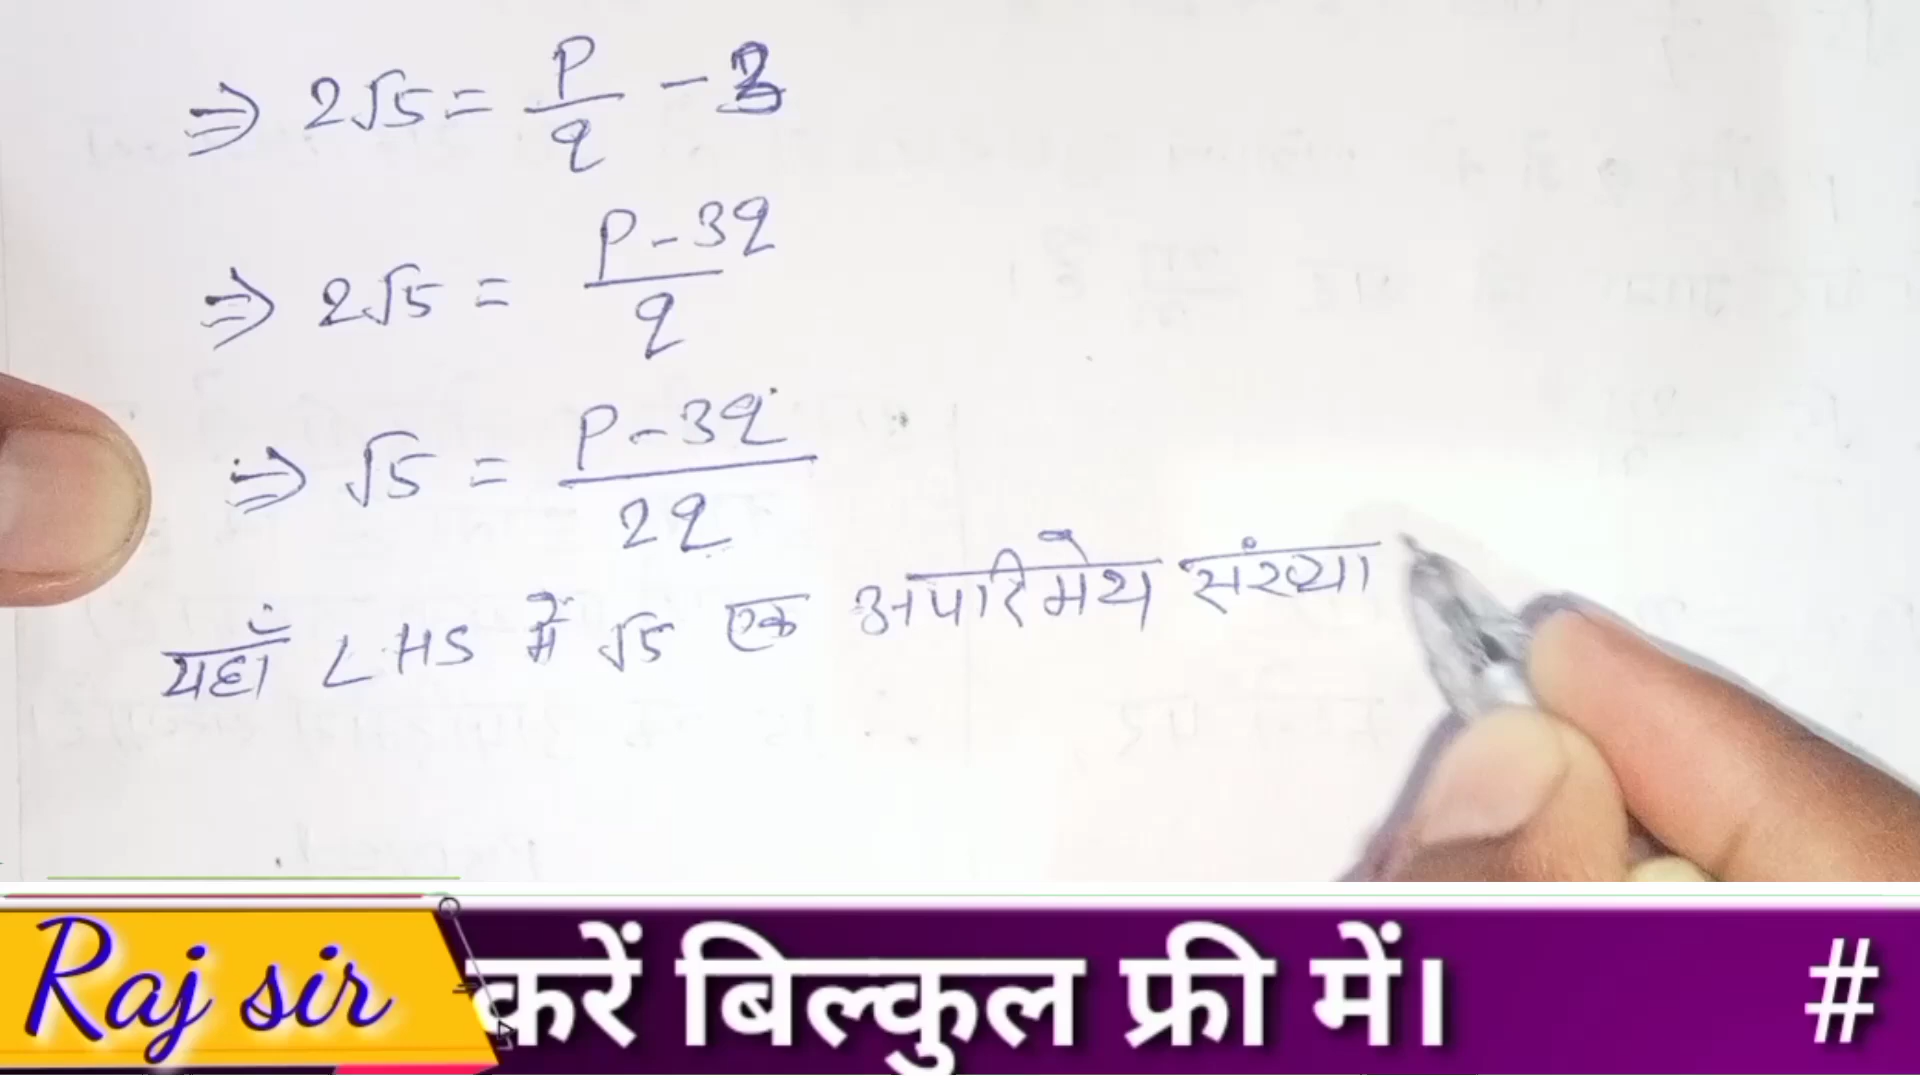 ⇒ 2√5 = p/q - 3
⇒ 2√5 = p-3q/q
⇒ √5 = p-3q/2q
यहाँ LHS में √5 एक अपरिमेय संख्या
Raj sir
करें बिल्कुल फ्री में।
#